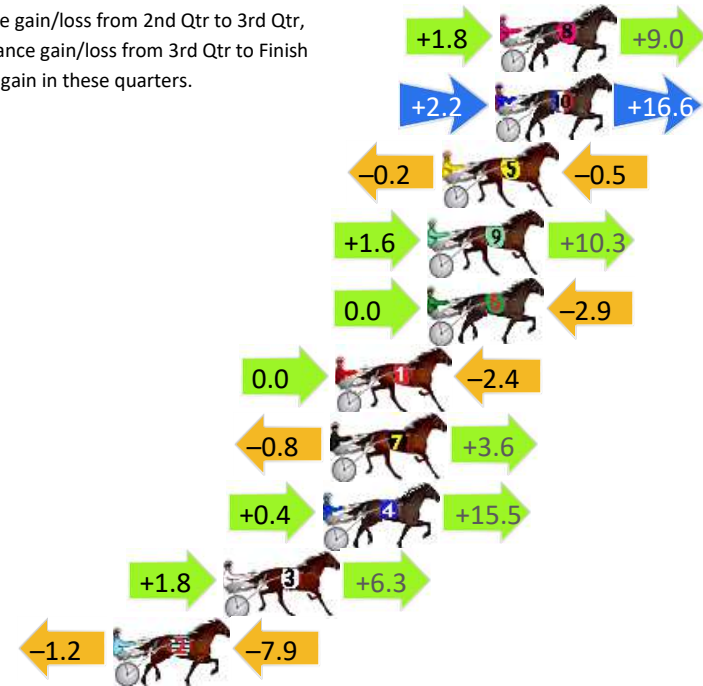 e gain/loss from 2nd Qtr to 3rd Qtr,
ance gain/loss from 3rd Qtr to Finish
gain in these quarters.
+1.8 8 +9.0
+2.2 10 +16.6
–0.2 5 –0.5
+1.6 9 +10.3
0.0 6 –2.9
0.0 1 –2.4
–0.8 7 +3.6
+0.4 4 +15.5
+1.8 3 +6.3
–1.2 2 –7.9